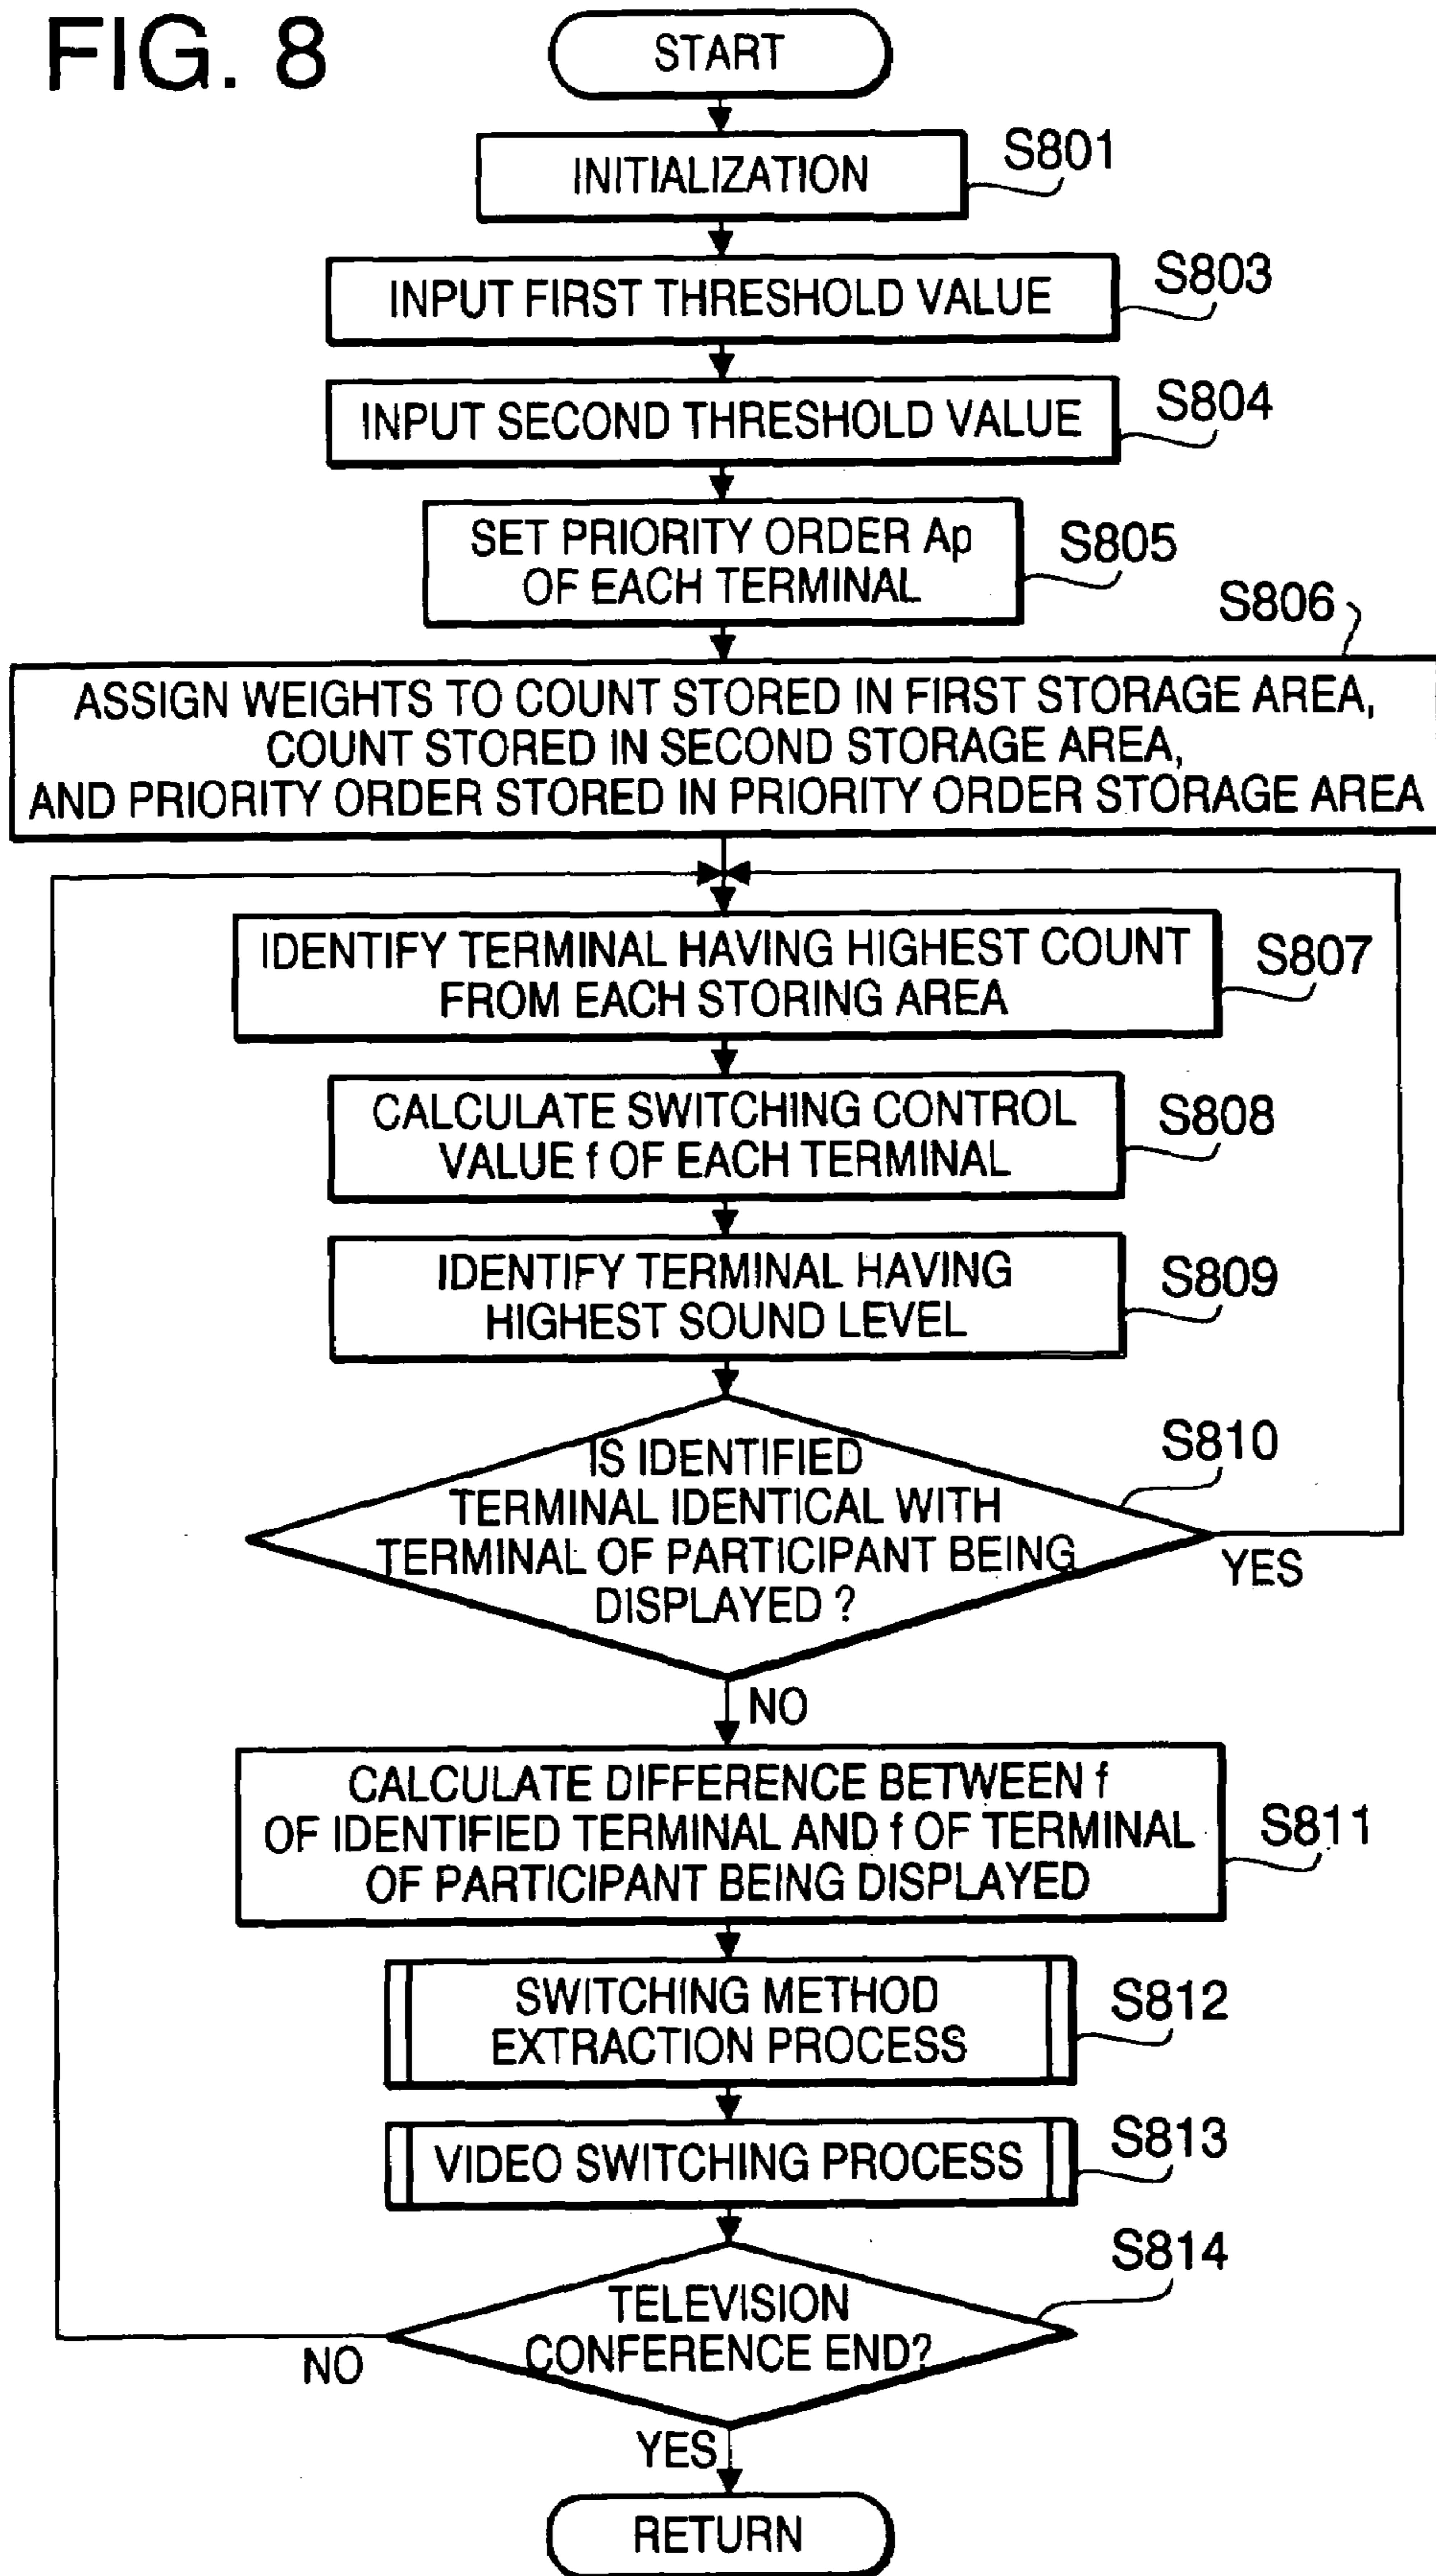 FIG. 8
START
INITIALIZATION
S801
INPUT FIRST THRESHOLD VALUE
S803
INPUT SECOND THRESHOLD VALUE
S804
SET PRIORITY ORDER Ap
OF EACH TERMINAL
S805
S806
ASSIGN WEIGHTS TO COUNT STORED IN FIRST STORAGE AREA,
COUNT STORED IN SECOND STORAGE AREA,
AND PRIORITY ORDER STORED IN PRIORITY ORDER STORAGE AREA
IDENTIFY TERMINAL HAVING HIGHEST COUNT
FROM EACH STORING AREA
S807
CALCULATE SWITCHING CONTROL
VALUE f OF EACH TERMINAL
S808
IDENTIFY TERMINAL HAVING
HIGHEST SOUND LEVEL
S809
IS IDENTIFIED
TERMINAL IDENTICAL WITH
TERMINAL OF PARTICIPANT BEING
DISPLAYED ?
S810
YES
NO
CALCULATE DIFFERENCE BETWEEN f
OF IDENTIFIED TERMINAL AND f OF TERMINAL
OF PARTICIPANT BEING DISPLAYED
S811
SWITCHING METHOD
EXTRACTION PROCESS
S812
VIDEO SWITCHING PROCESS
S813
S814
TELEVISION
CONFERENCE END?
NO
YES
RETURN